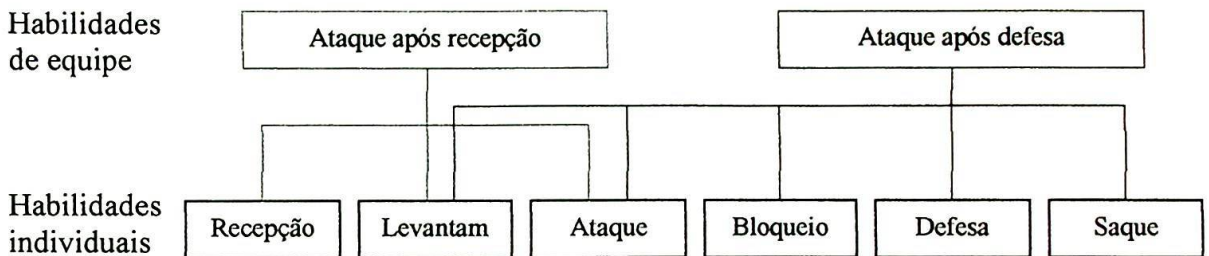 Habilidades
de equipe
Ataque após recepção
Ataque após defesa
Habilidades
individuais
Recepção
Levantam
Ataque
Bloqueio
Defesa
Saque